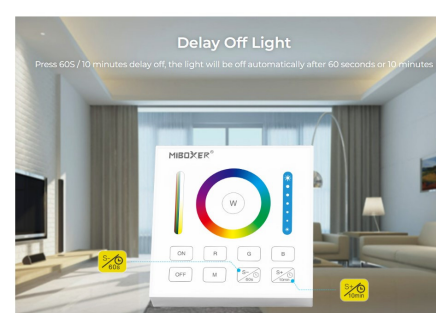 Delay Off Light
Press 60S / 10 minutes delay off, the light will be off automatically after 60 seconds or 10 minutes
MIBOXER®
W
ON R G B
OFF M S- 60s S+ 10min
S- 60s
S+ 10min